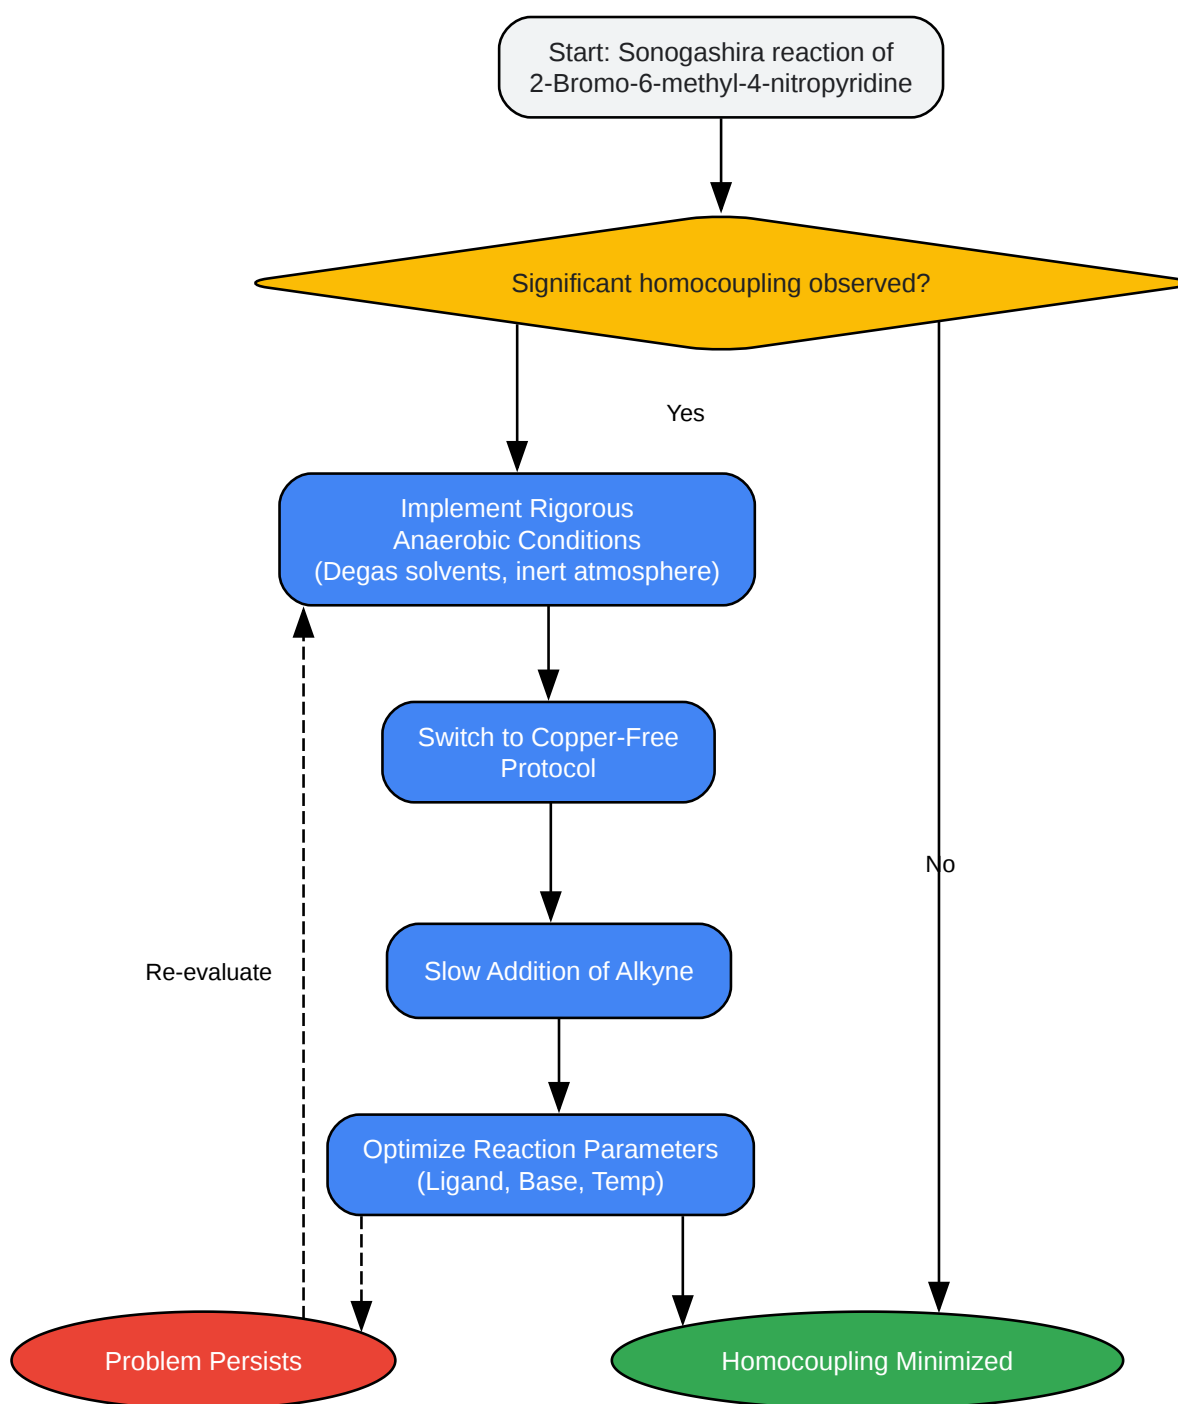 Start: Sonogashira reaction of
2-Bromo-6-methyl-4-nitropyridine
Significant homocoupling observed?
Yes
Implement Rigorous
Anaerobic Conditions
(Degas solvents, inert atmosphere)
Switch to Copper-Free
Protocol
No
Slow Addition of Alkyne
Re-evaluate
Optimize Reaction Parameters
(Ligand, Base, Temp)
Problem Persists
Homocoupling Minimized